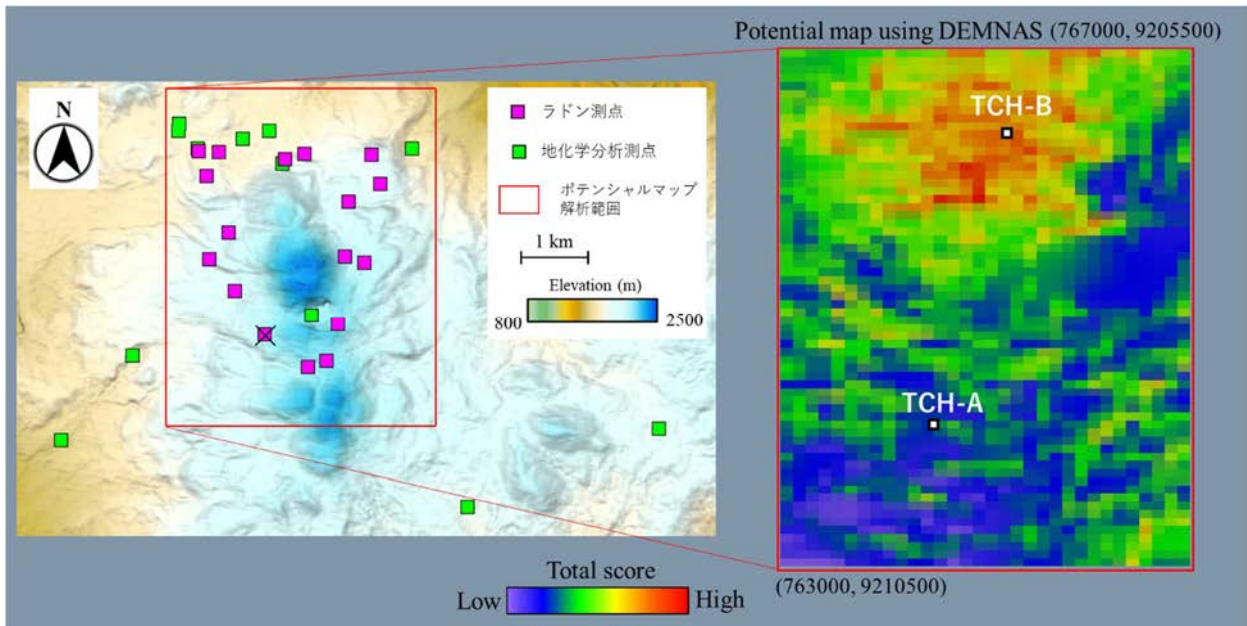 Potential map using DEMNAS (767000, 9205500)
N
ラドン測点
地化学分析測点
ポテンシャルマップ
解析範囲
1 km
Elevation (m)
800
2500
TCH-B
TCH-A
(763000, 9210500)
Total score
Low
High